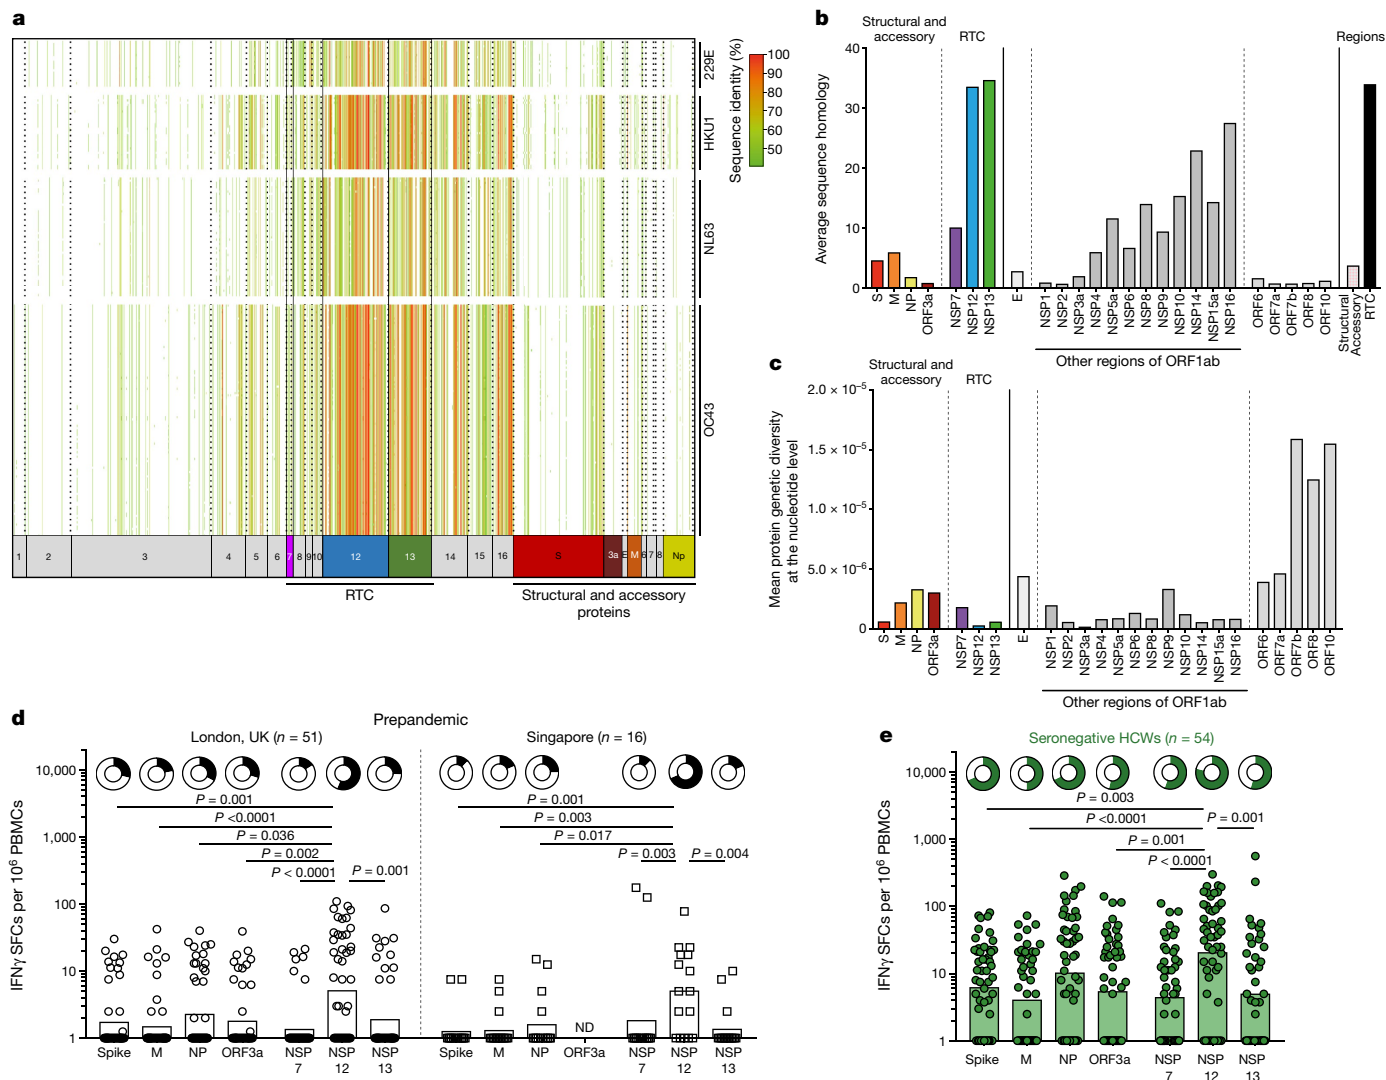 a
229E
HKU1
NL63
OC43
Sequence identity (%)
100
90
80
70
60
50
1 2 3 4 5 6 7 8 9 10 12 13 14 15 16 S 3a E M 6 7 8 Np
RTC
Structural and accessory
proteins
b
Structural and
accessory
RTC
Regions
Average sequence homology
40
30
20
10
0
S M NP ORF3a NSP7 NSP12 NSP13 E NSP1 NSP2 NSP3a NSP4 NSP5a NSP6 NSP8 NSP9 NSP10 NSP14 NSP15a NSP16 ORF6 ORF7a ORF7b ORF8 ORF10 Structural Accessory RTC
Other regions of ORF1ab
c
Structural and
accessory
RTC
Mean protein genetic diversity
at the nucleotide level
2.0 × 10⁻⁵
1.5 × 10⁻⁵
1.0 × 10⁻⁵
5.0 × 10⁻⁶
0
S M NP ORF3a NSP7 NSP12 NSP13 E NSP1 NSP2 NSP3a NSP4 NSP5a NSP6 NSP8 NSP9 NSP10 NSP14 NSP15a NSP16 ORF6 ORF7a ORF7b ORF8 ORF10
Other regions of ORF1ab
d
Prepandemic
London, UK (n = 51)
Singapore (n = 16)
IFNγ SFCs per 10⁶ PBMCs
10,000
1,000
100
10
1
P = 0.001
P <0.0001
P = 0.036
P = 0.002
P < 0.0001
P = 0.001
P = 0.001
P = 0.003
P = 0.017
P = 0.003
P = 0.004
ND
Spike M NP ORF3a NSP NSP NSP Spike M NP ORF3a NSP NSP NSP
7 12 13 7 12 13
e
Seronegative HCWs (n = 54)
IFNγ SFCs per 10⁶ PBMCs
10,000
1,000
100
10
1
P = 0.003
P <0.0001
P = 0.001
P = 0.001
P < 0.0001
Spike M NP ORF3a NSP NSP NSP
7 12 13